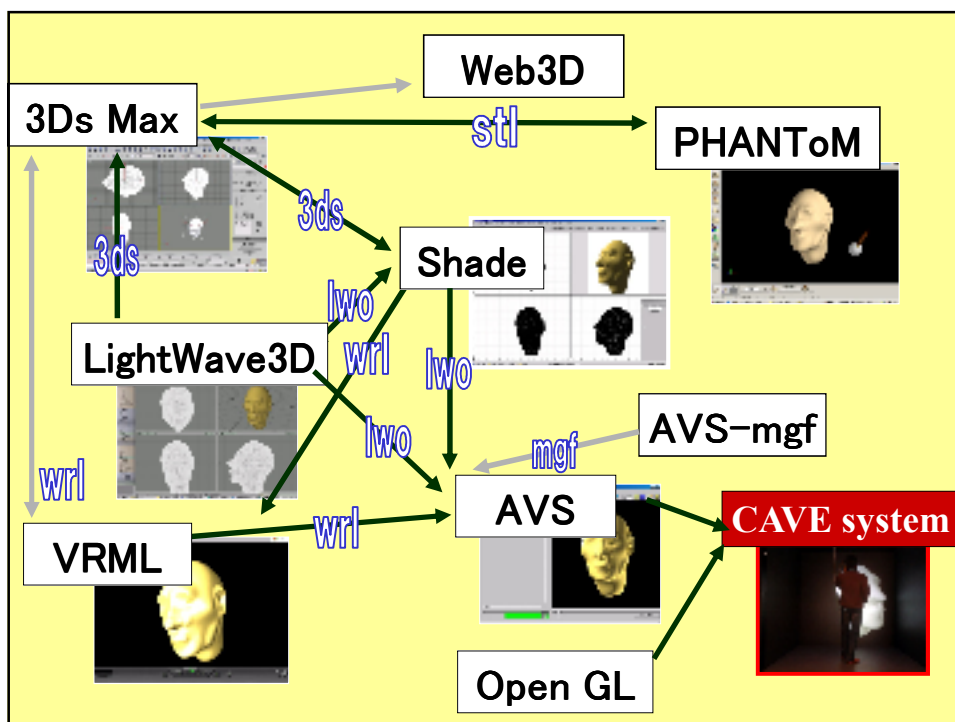 Web3D
3Ds Max
stl
PHANToM
3ds
3ds
Shade
lwo
LightWave3D
wrl
lwo
lwo
AVS-mgf
mgf
wrl
AVS
CAVE system
wrl
VRML
Open GL